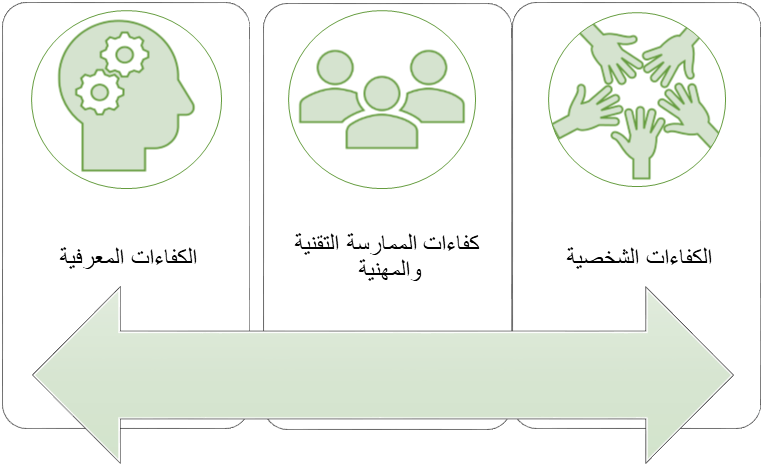 الكفاءات الشخصية
كفاءات الممارسة التقنية
والمهنية
الكفاءات المعرفية